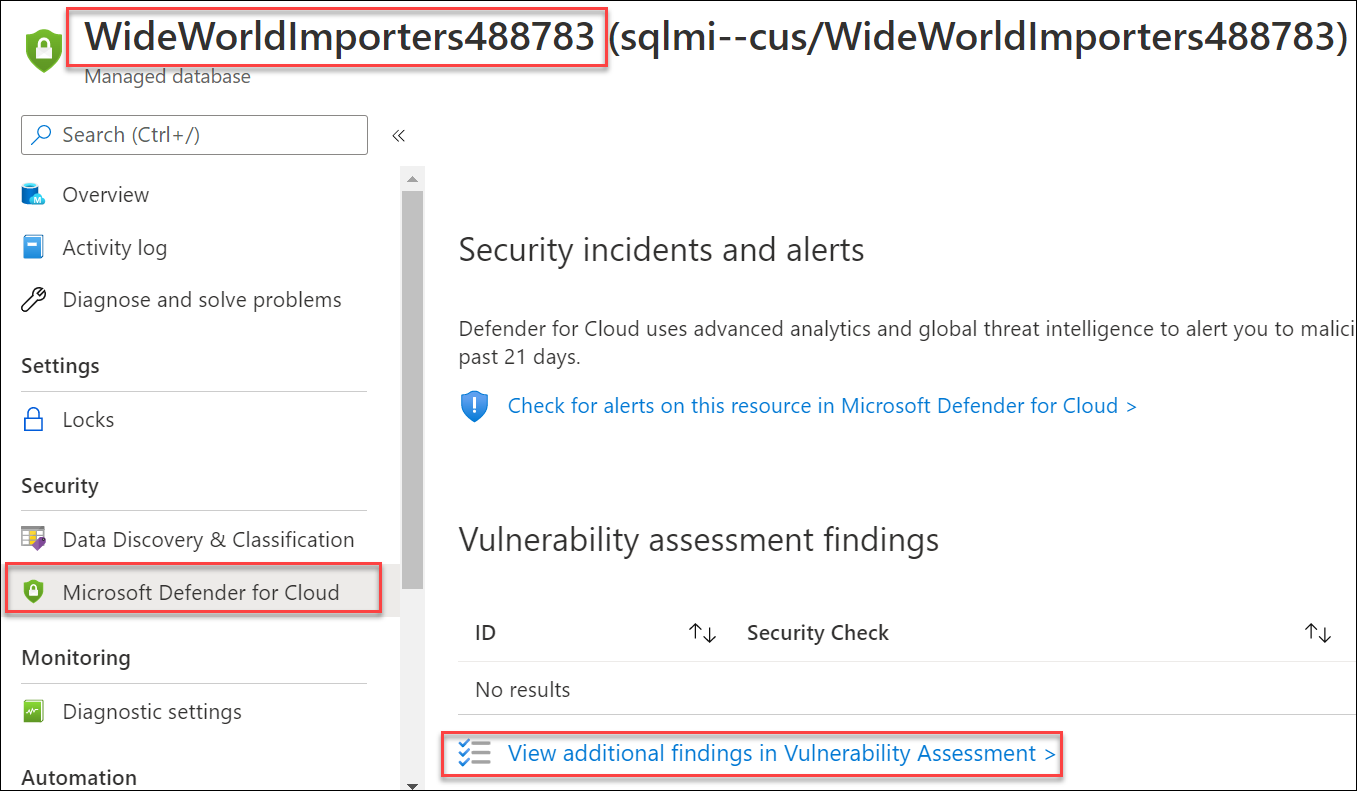 WideWorldImporters488783 (sqlmi--cus/WideWorldImporters488783)
Managed database
Search (Ctrl+/)
«
Overview
Activity log
Diagnose and solve problems
Settings
Locks
Security
Data Discovery & Classification
Microsoft Defender for Cloud
Monitoring
Diagnostic settings
Automation
Security incidents and alerts
Defender for Cloud uses advanced analytics and global threat intelligence to alert you to malici
past 21 days.
Check for alerts on this resource in Microsoft Defender for Cloud >
Vulnerability assessment findings
ID ↑↓ Security Check ↑↓
No results
View additional findings in Vulnerability Assessment >